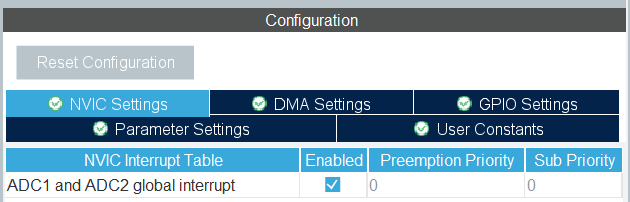 Configuration
Reset Configuration
NVIC Settings DMA Settings GPIO Settings
Parameter Settings User Constants
NVIC Interrupt Table Enabled Preemption Priority Sub Priority
ADC1 and ADC2 global interrupt 0 0